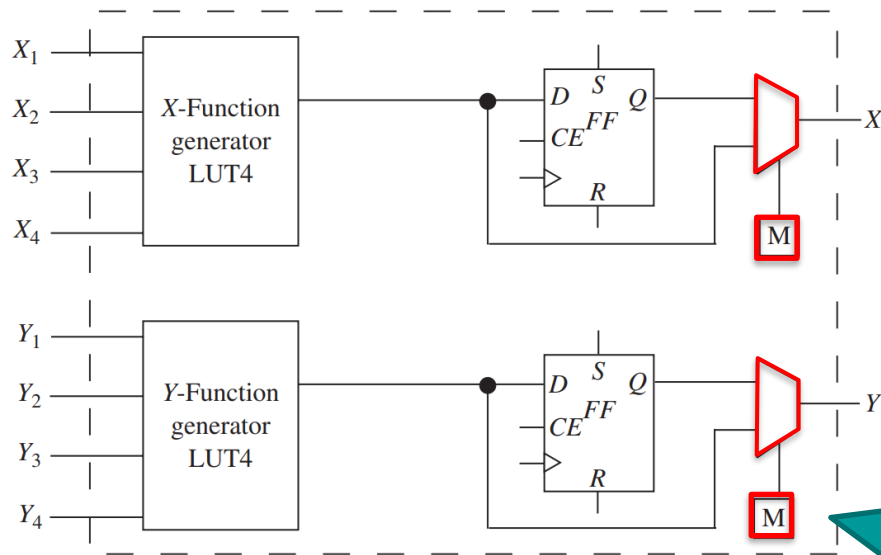 X1
X2
X3
X4
X-Function
generator
LUT4
D
S
Q
CE
FF
R
M
X
Y1
Y2
Y3
Y4
Y-Function
generator
LUT4
D
S
Q
CE
FF
R
M
Y